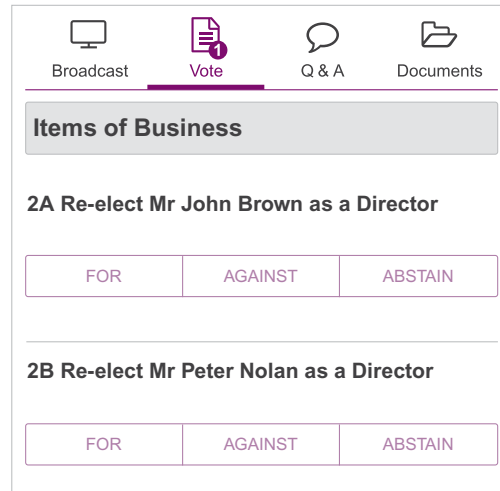 1
Broadcast Vote Q & A Documents
Items of Business
2A Re-elect Mr John Brown as a Director
FOR AGAINST ABSTAIN
2B Re-elect Mr Peter Nolan as a Director
FOR AGAINST ABSTAIN